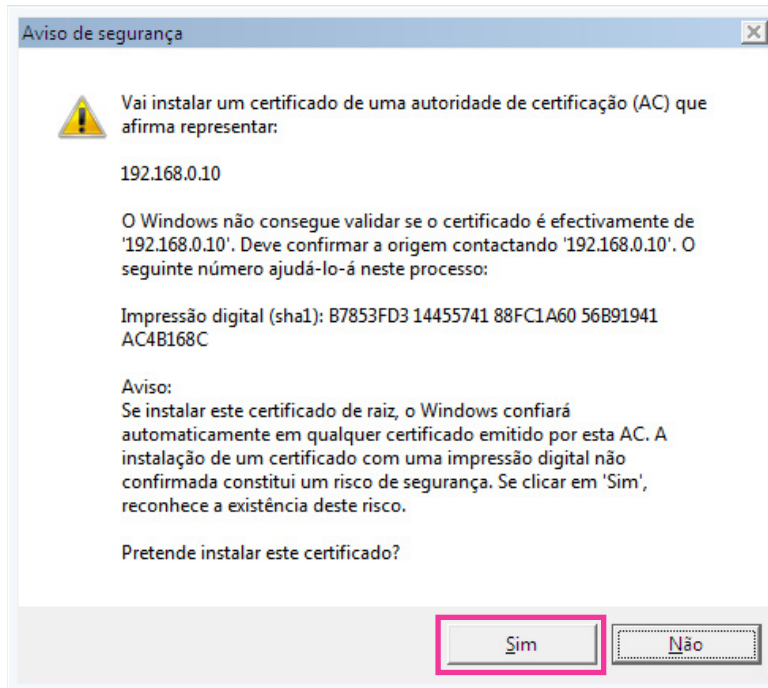 Aviso de segurança
Vai instalar um certificado de uma autoridade de certificação (AC) que
afirma representar:
192.168.0.10
O Windows não consegue validar se o certificado é efectivamente de
'192.168.0.10'. Deve confirmar a origem contactando '192.168.0.10'. O
seguinte número ajudá-lo-á neste processo:
Impressão digital (sha1): B7853FD3 14455741 88FC1A60 56B91941
AC4B168C
Aviso:
Se instalar este certificado de raiz, o Windows confiará
automaticamente em qualquer certificado emitido por esta AC. A
instalação de um certificado com uma impressão digital não
confirmada constitui um risco de segurança. Se clicar em 'Sim',
reconhece a existência deste risco.
Pretende instalar este certificado?
Sim
Não